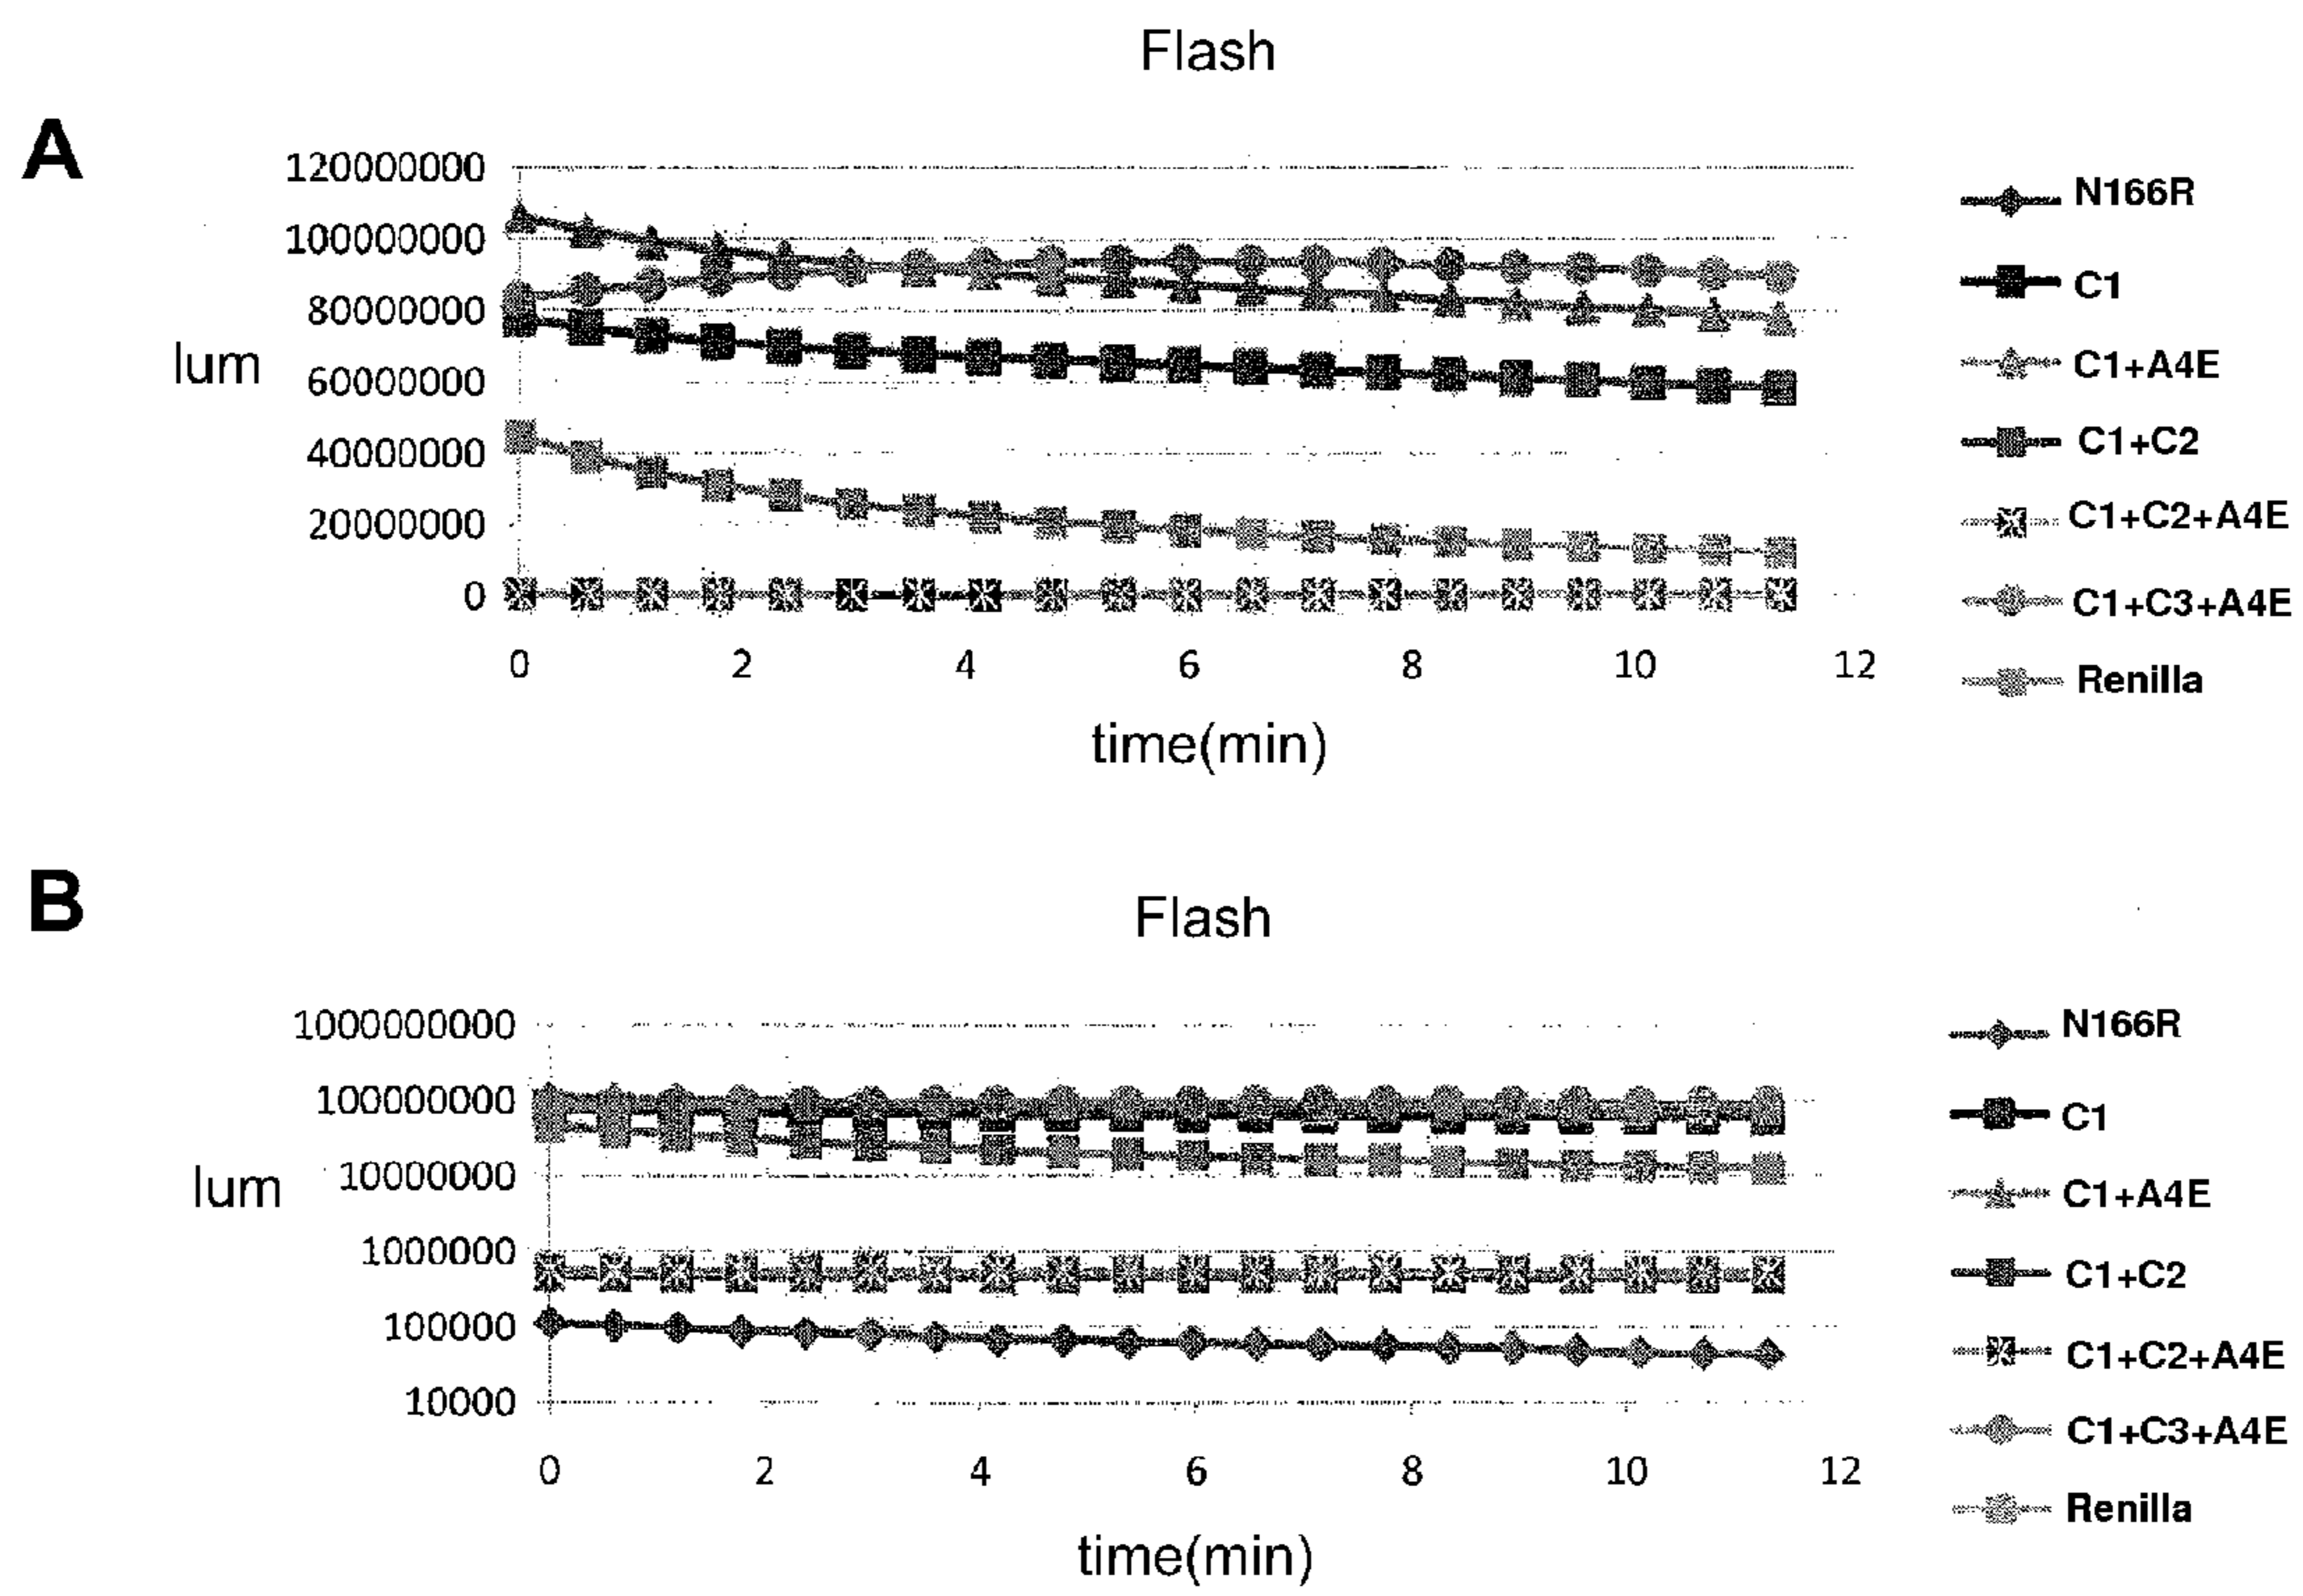 Flash
A
120000000
100000000
80000000
60000000
40000000
20000000
0
lum
0 2 4 6 8 10 12
time(min)
N166R
C1
C1+A4E
C1+C2
C1+C2+A4E
C1+C3+A4E
Renilla
B
Flash
1000000000
100000000
10000000
1000000
100000
10000
lum
0 2 4 6 8 10 12
time(min)
N166R
C1
C1+A4E
C1+C2
C1+C2+A4E
C1+C3+A4E
Renilla